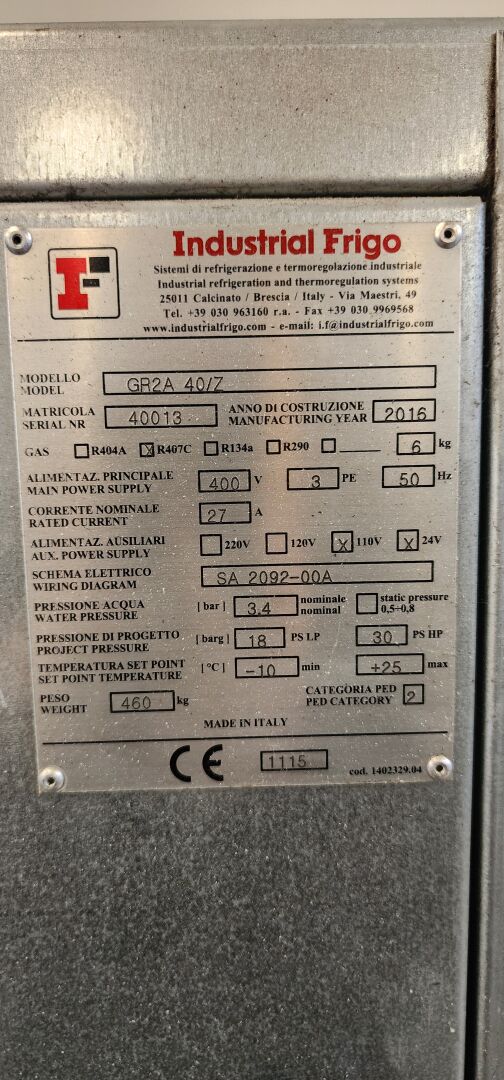 IF
Industrial Frigo
Sistemi di refrigerazione e termoregolazione industriale
Industrial refrigeration and thermoregulation systems
25011 Calcinato / Brescia / Italy - Via Maestri, 49
Tel. +39 030 963160 r.a. - Fax +39 030 9969568
www.industrialfrigo.com - e-mail: i.f@industrialfrigo.com
MODELLO
MODEL GR2A 40/Z
MATRICOLA
SERIAL NR 40013 ANNO DI COSTRUZIONE
MANUFACTURING YEAR 2016
GAS R404A X R407C R134a R290 6 kg
ALIMENTAZ. PRINCIPALE
MAIN POWER SUPPLY 400 V 3 PE 50 Hz
CORRENTE NOMINALE
RATED CURRENT 27 A
ALIMENTAZ. AUSILIARI
AUX. POWER SUPPLY 220V 120V X 110V X 24V
SCHEMA ELETTRICO
WIRING DIAGRAM SA 2092-00A
PRESSIONE ACQUA
WATER PRESSURE [bar] 3.4 nominale
nominal static pressure
0,5÷0,8
PRESSIONE DI PROGETTO
PROJECT PRESSURE [barg] 18 PS LP 30 PS HP
TEMPERATURA SET POINT
SET POINT TEMPERATURE [°C] -10 min +25 max
PESO
WEIGHT 460 kg CATEGORIA PED
PED CATEGORY 2
MADE IN ITALY
CE 1115 cod. 1402329.04